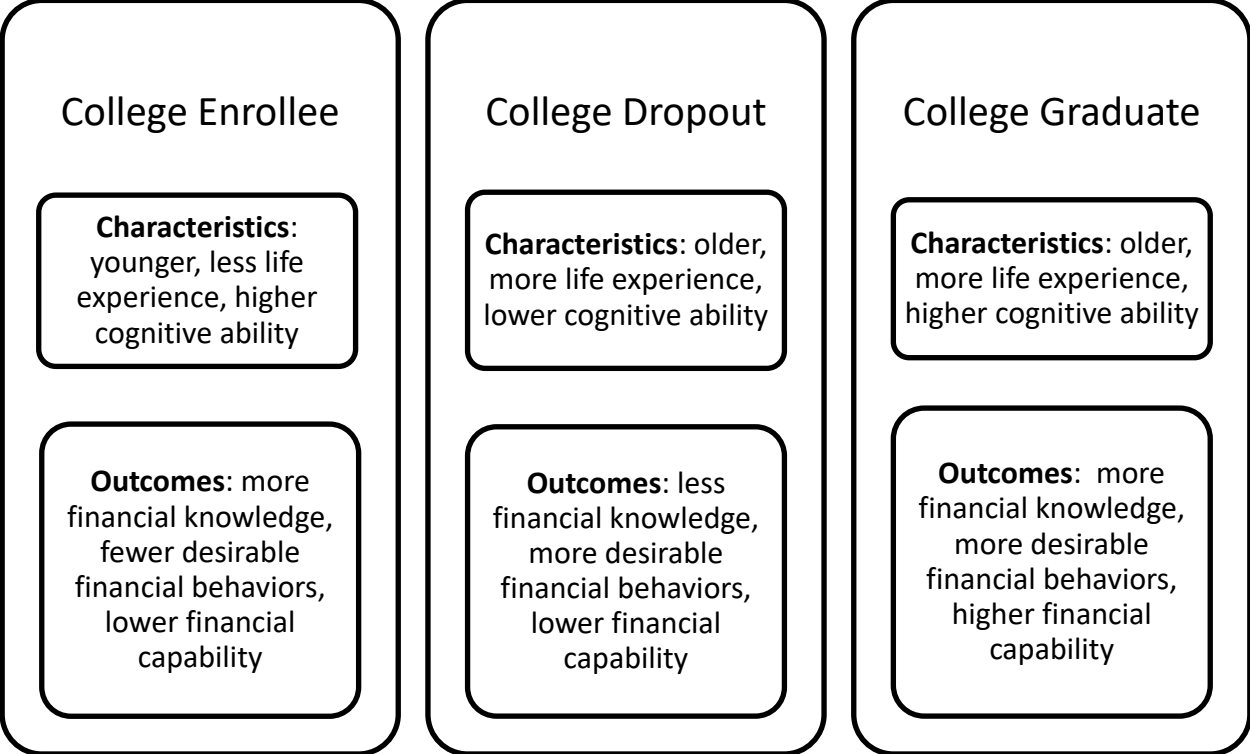 College Enrollee
Characteristics:
younger, less life
experience, higher
cognitive ability
Outcomes: more
financial knowledge,
fewer desirable
financial behaviors,
lower financial
capability
College Dropout
Characteristics: older,
more life experience,
lower cognitive ability
Outcomes: less
financial knowledge,
more desirable
financial behaviors,
lower financial
capability
College Graduate
Characteristics: older,
more life experience,
higher cognitive ability
Outcomes:  more
financial knowledge,
more desirable
financial behaviors,
higher financial
capability